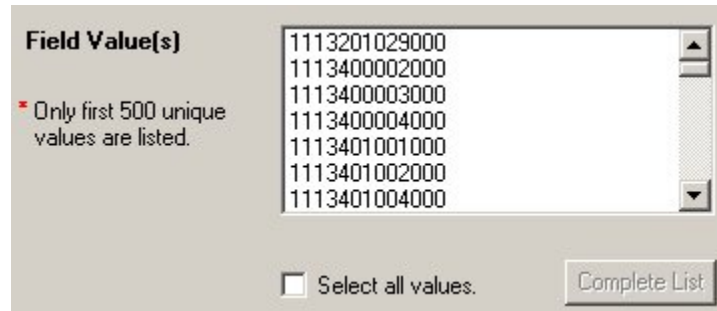 Field Value(s)
1113201029000
1113400002000
1113400003000
1113400004000
1113401001000
1113401002000
1113401004000
* Only first 500 unique
values are listed.
Select all values.
Complete List